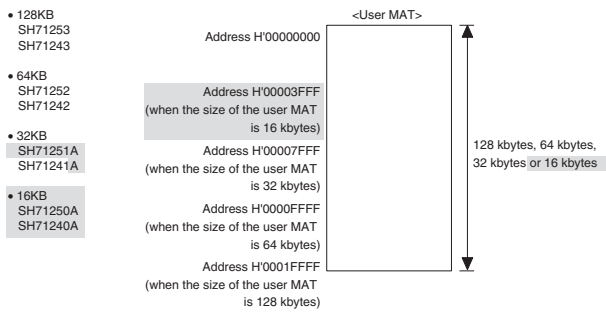 • 128KB
SH71253
SH71243
• 64KB
SH71252
SH71242
• 32KB
SH71251A
SH71241A
• 16KB
SH71250A
SH71240A
<User MAT>
Address H'00000000
Address H'00003FFF
(when the size of the user MAT
is 16 kbytes)
Address H'00007FFF
(when the size of the user MAT
is 32 kbytes)
Address H'0000FFFF
(when the size of the user MAT
is 64 kbytes)
Address H'0001FFFF
(when the size of the user MAT
is 128 kbytes)
128 kbytes, 64 kbytes,
32 kbytes or 16 kbytes